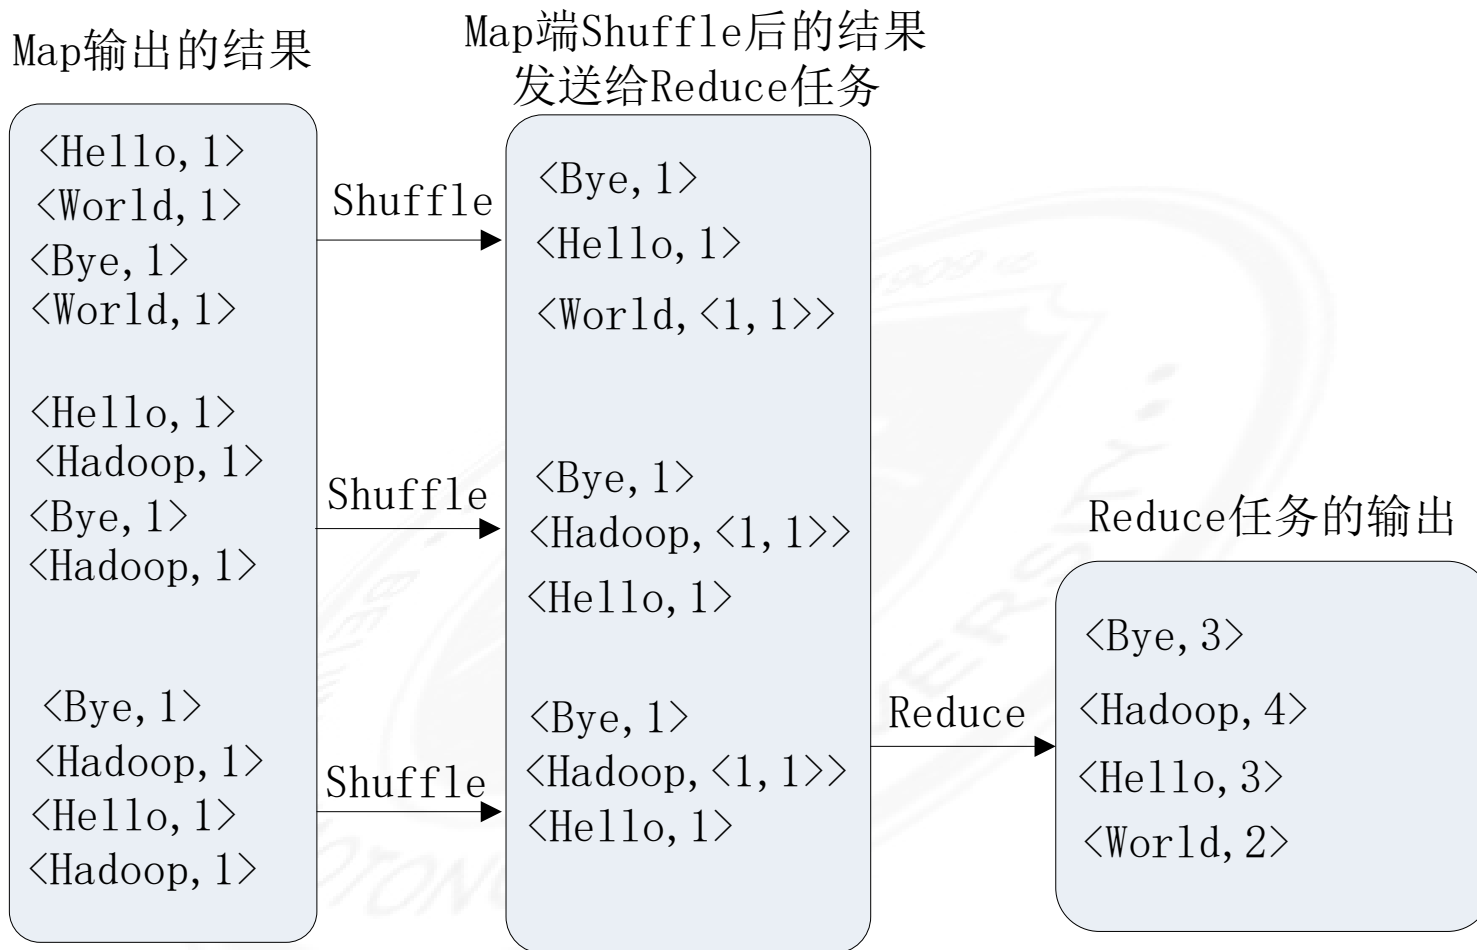 Map输出的结果
<Hello,1>
<World,1>
<Bye,1>
<World,1>
<Hello,1>
<Hadoop,1>
<Bye,1>
<Hadoop,1>
<Bye,1>
<Hadoop,1>
<Hello,1>
<Hadoop,1>
Shuffle
Shuffle
Shuffle
Map端Shuffle后的结果
发送给Reduce任务
<Bye,1>
<Hello,1>
<World,<1,1>>
<Bye,1>
<Hadoop,<1,1>>
<Hello,1>
<Bye,1>
<Hadoop,<1,1>>
<Hello,1>
Reduce
Reduce任务的输出
<Bye,3>
<Hadoop,4>
<Hello,3>
<World,2>